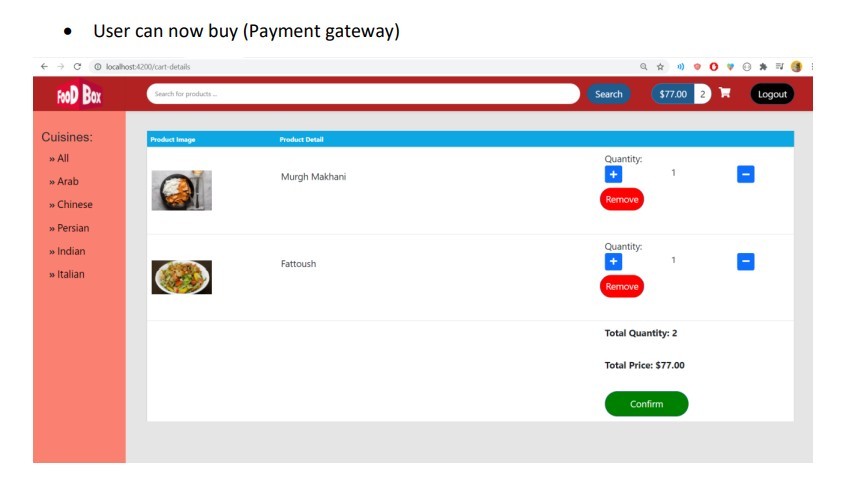 • User can now buy (Payment gateway)
localhost:4200/cart-details
FooD Box
Search for products ...
Search
$77.00 2
Logout
Cuisines:
» All
» Arab
» Chinese
» Persian
» Indian
» Italian
Product Image Product Detail
Murgh Makhani
Quantity:
+ 1 −
Remove
Fattoush
Quantity:
+ 1 −
Remove
Total Quantity: 2
Total Price: $77.00
Confirm